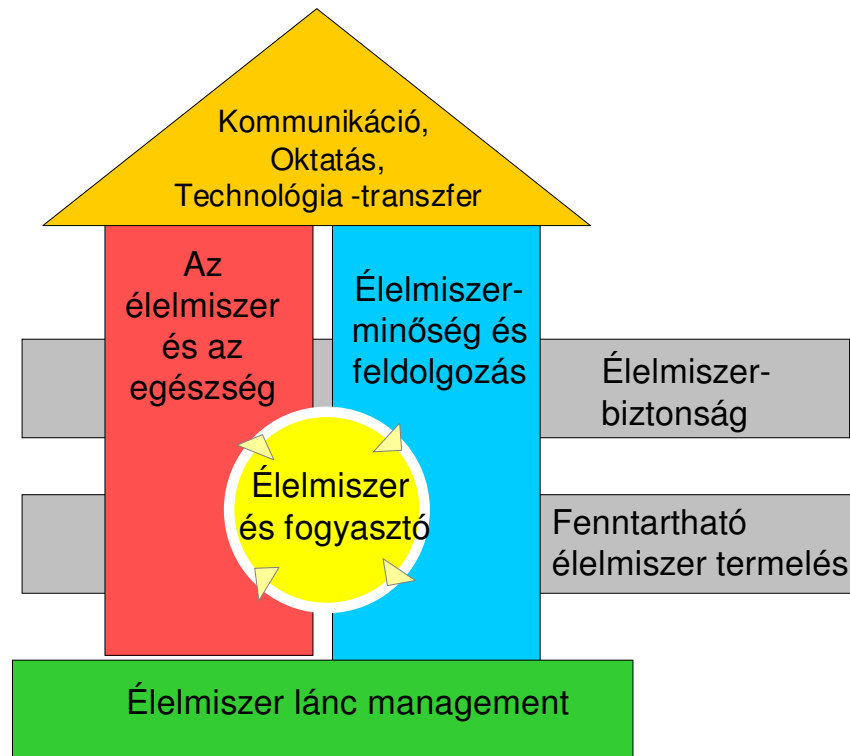 Kommunikáció,
Oktatás,
Technológia -transzfer
Az
élelmiszer
és az
egészség
Élelmiszer-
minőség és
feldolgozás
Élelmiszer-
biztonság
Élelmiszer
és fogyasztó
Fenntartható
élelmiszer termelés
Élelmiszer lánc management